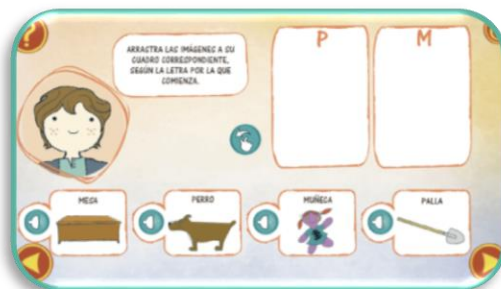 ARRASTRA LAS IMÁGENES A SU
CUADRO CORRESPONDIENTE,
SEGÚN LA LETRA POR LA QUE
COMIENZA.
P
M
MESA
PERRO
MUÑECA
PALLA